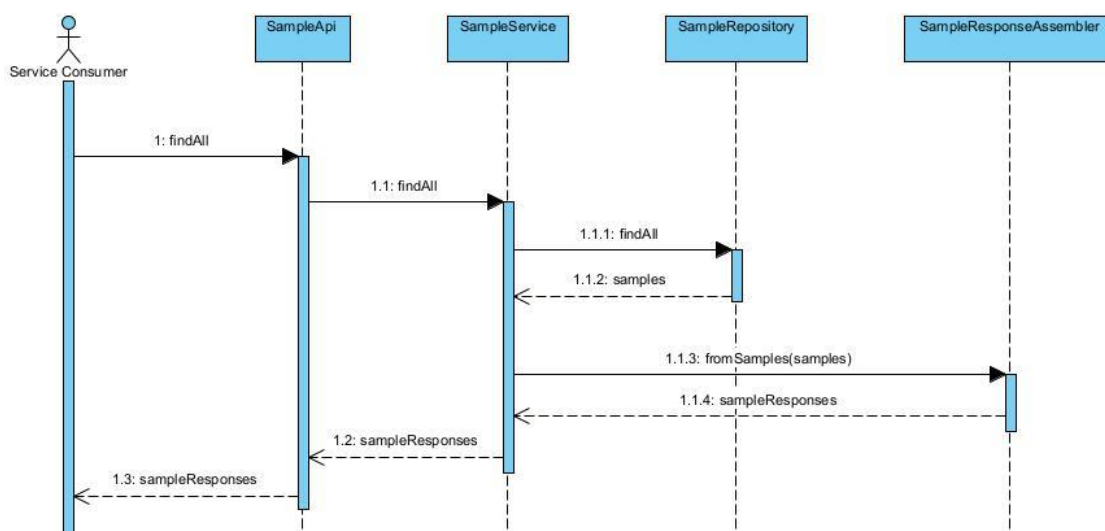 SampleApi
SampleService
SampleRepository
SampleResponseAssembler
Service Consumer
1: findAll
1.1: findAll
1.1.1: findAll
1.1.2: samples
1.1.3: fromSamples(samples)
1.1.4: sampleResponses
1.2: sampleResponses
1.3: sampleResponses